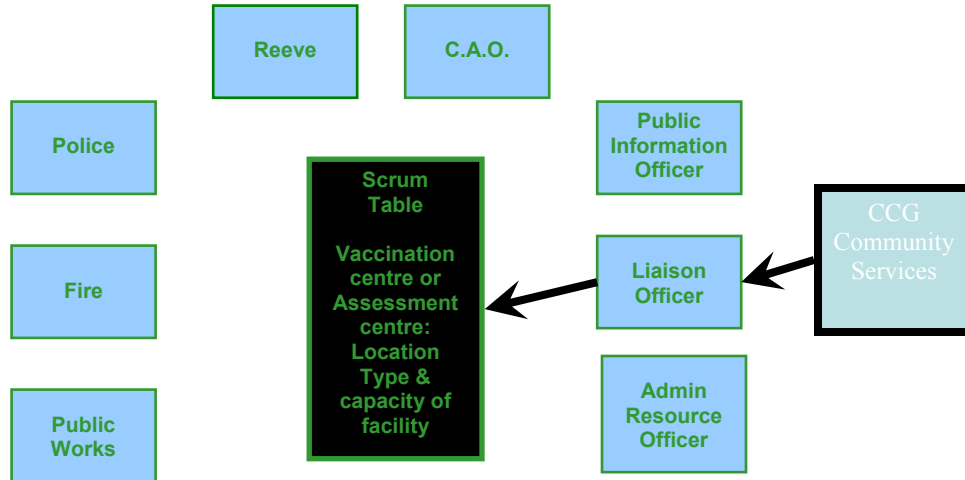 Reeve
C.A.O.
Police
Public
Information
Officer
Scrum
Table
Vaccination
centre or
Assessment
centre:
Location
Type &
capacity of
facility
CCG
Community
Services
Fire
Liaison
Officer
Public
Works
Admin
Resource
Officer